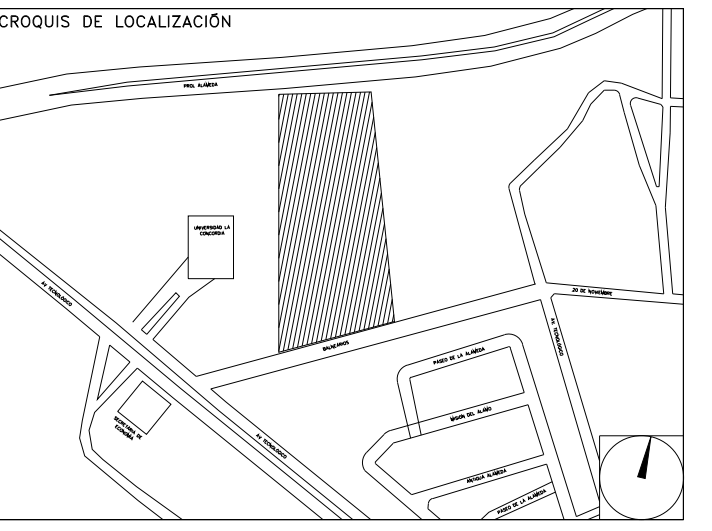 CROQUIS DE LOCALIZACIÓN
PROL ALAMEDA
UNIVERSIDAD LA
CONCORDIA
AV TECNOLOGICO
20 DE NOVIEMBRE
BALNEARIOS
AV. TECNOLOGICO
PASEO DE LA ALAMEDA
VISION DEL ALAMO
SECRETARIA DE
ECONOMIA
AV TECNOLOGICO
ANTIGUA ALAMEDA
PASEO DE LA ALAMEDA